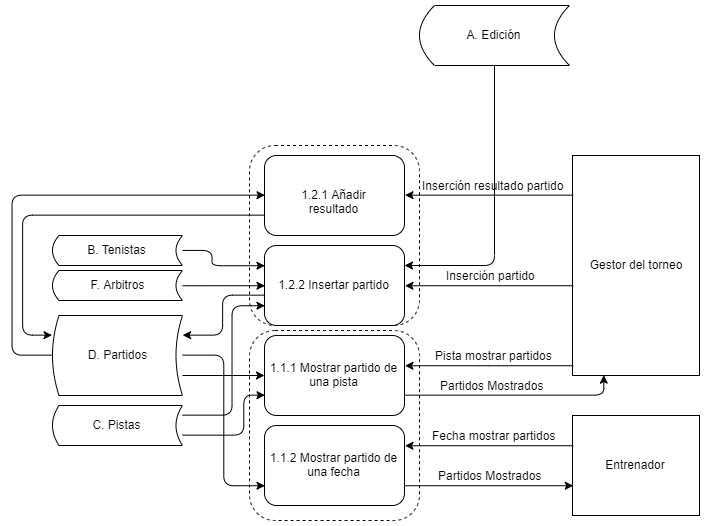 A. Edición
Inserción resultado partido
1.2.1 Añadir
resultado
B. Tenistas
F. Arbitros
1.2.2 Insertar partido
Inserción partido
Gestor del torneo
D. Partidos
1.1.1 Mostrar partido de
una pista
Pista mostrar partidos
Partidos Mostrados
C. Pistas
1.1.2 Mostrar partido de
una fecha
Fecha mostrar partidos
Partidos Mostrados
Entrenador